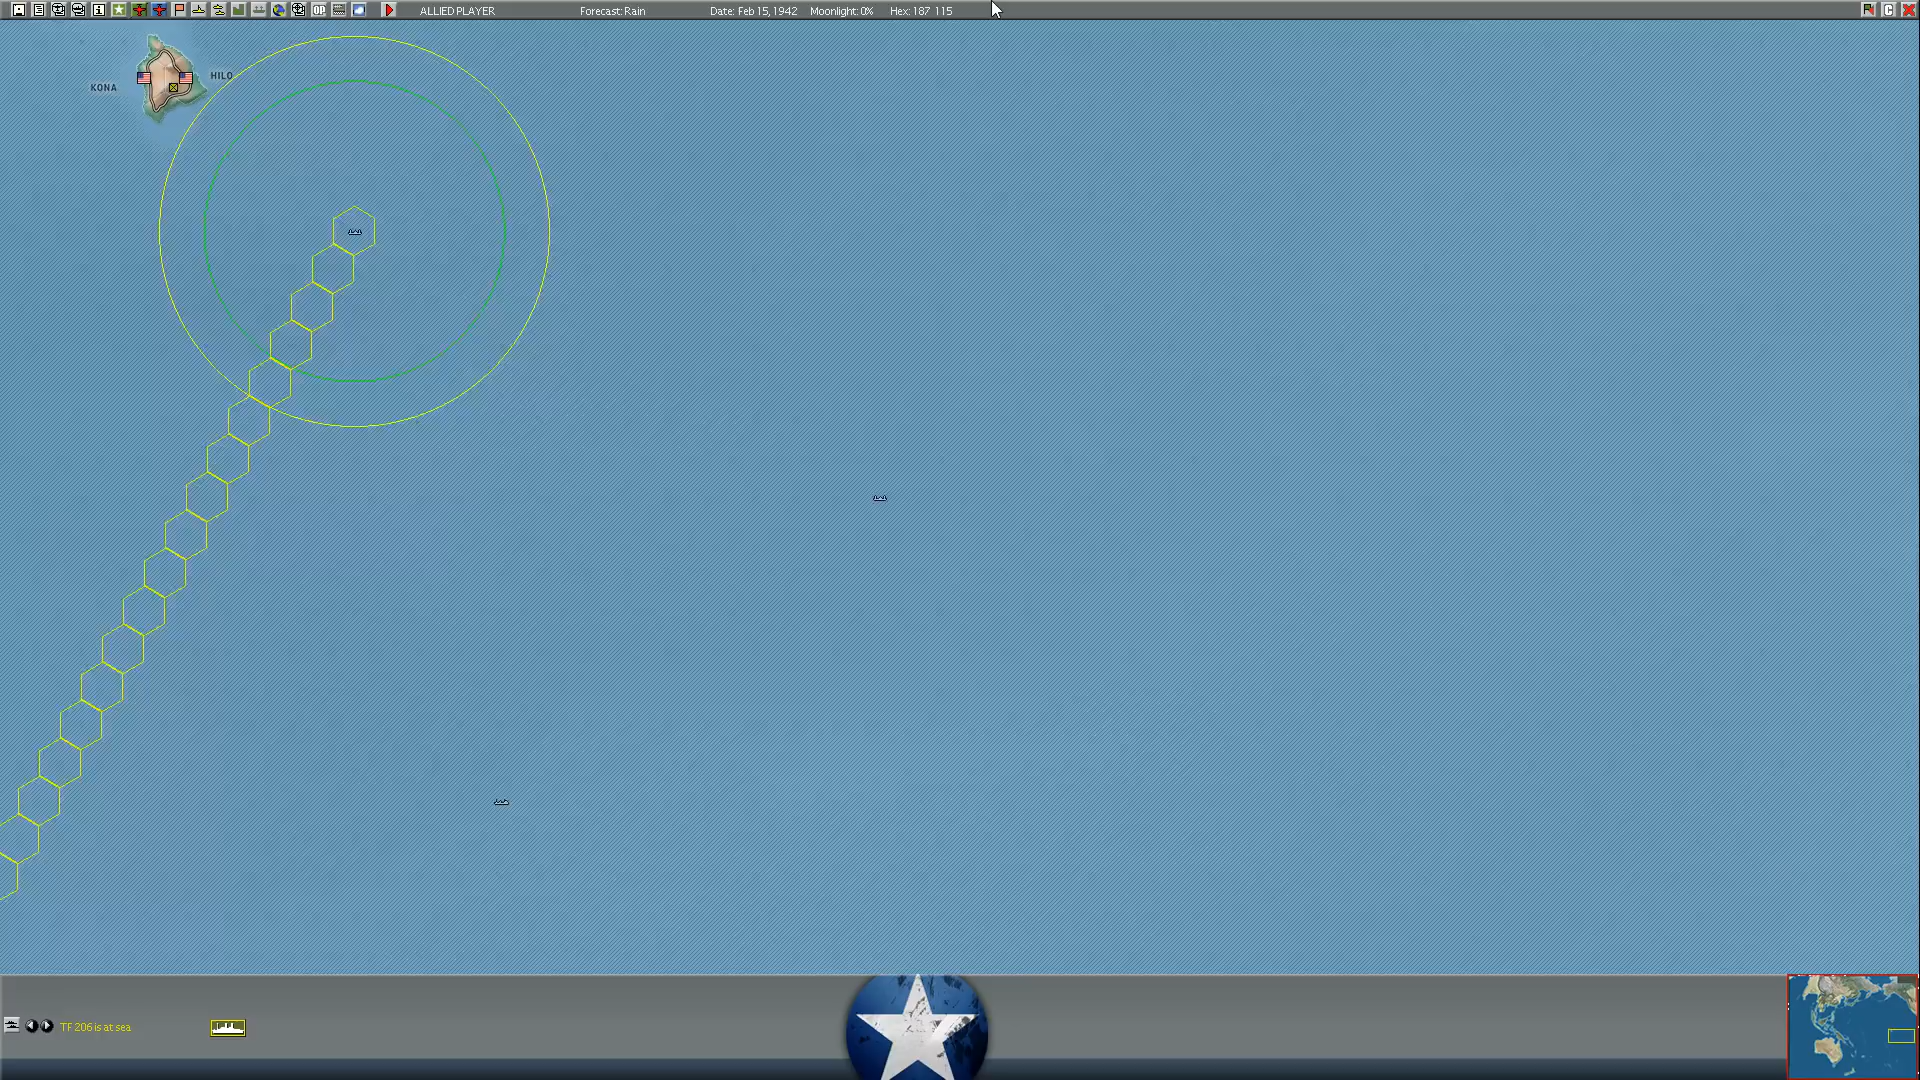 OP ALLIED PLAYER Forecast: Rain Date: Feb 15, 1942 Moonlight: 0% Hex: 187 115 C
HILO
KONA
TF 206 is at sea